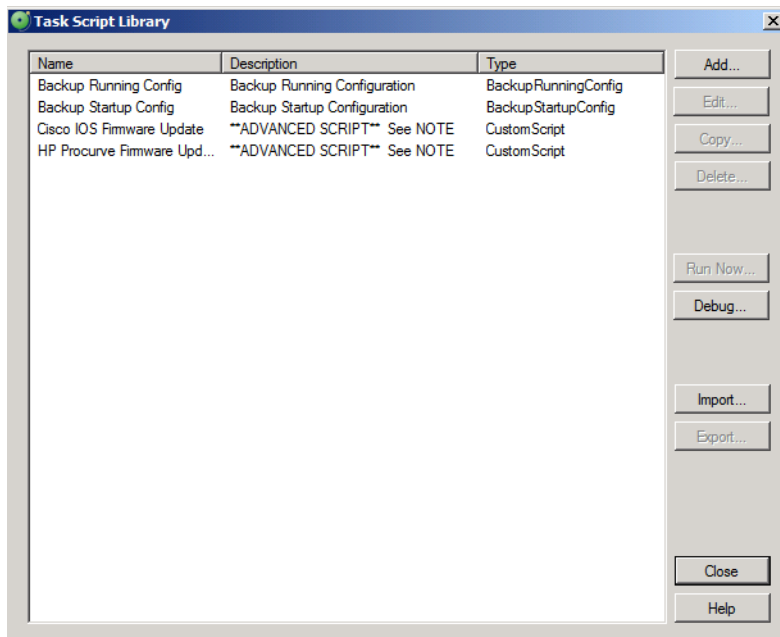 Task Script Library
Name Description Type
Backup Running Config Backup Running Configuration BackupRunningConfig
Backup Startup Config Backup Startup Configuration BackupStartupConfig
Cisco IOS Firmware Update **ADVANCED SCRIPT** See NOTE CustomScript
HP Procurve Firmware Upd... **ADVANCED SCRIPT** See NOTE CustomScript
Add...
Edit...
Copy...
Delete...
Run Now...
Debug...
Import...
Export...
Close
Help